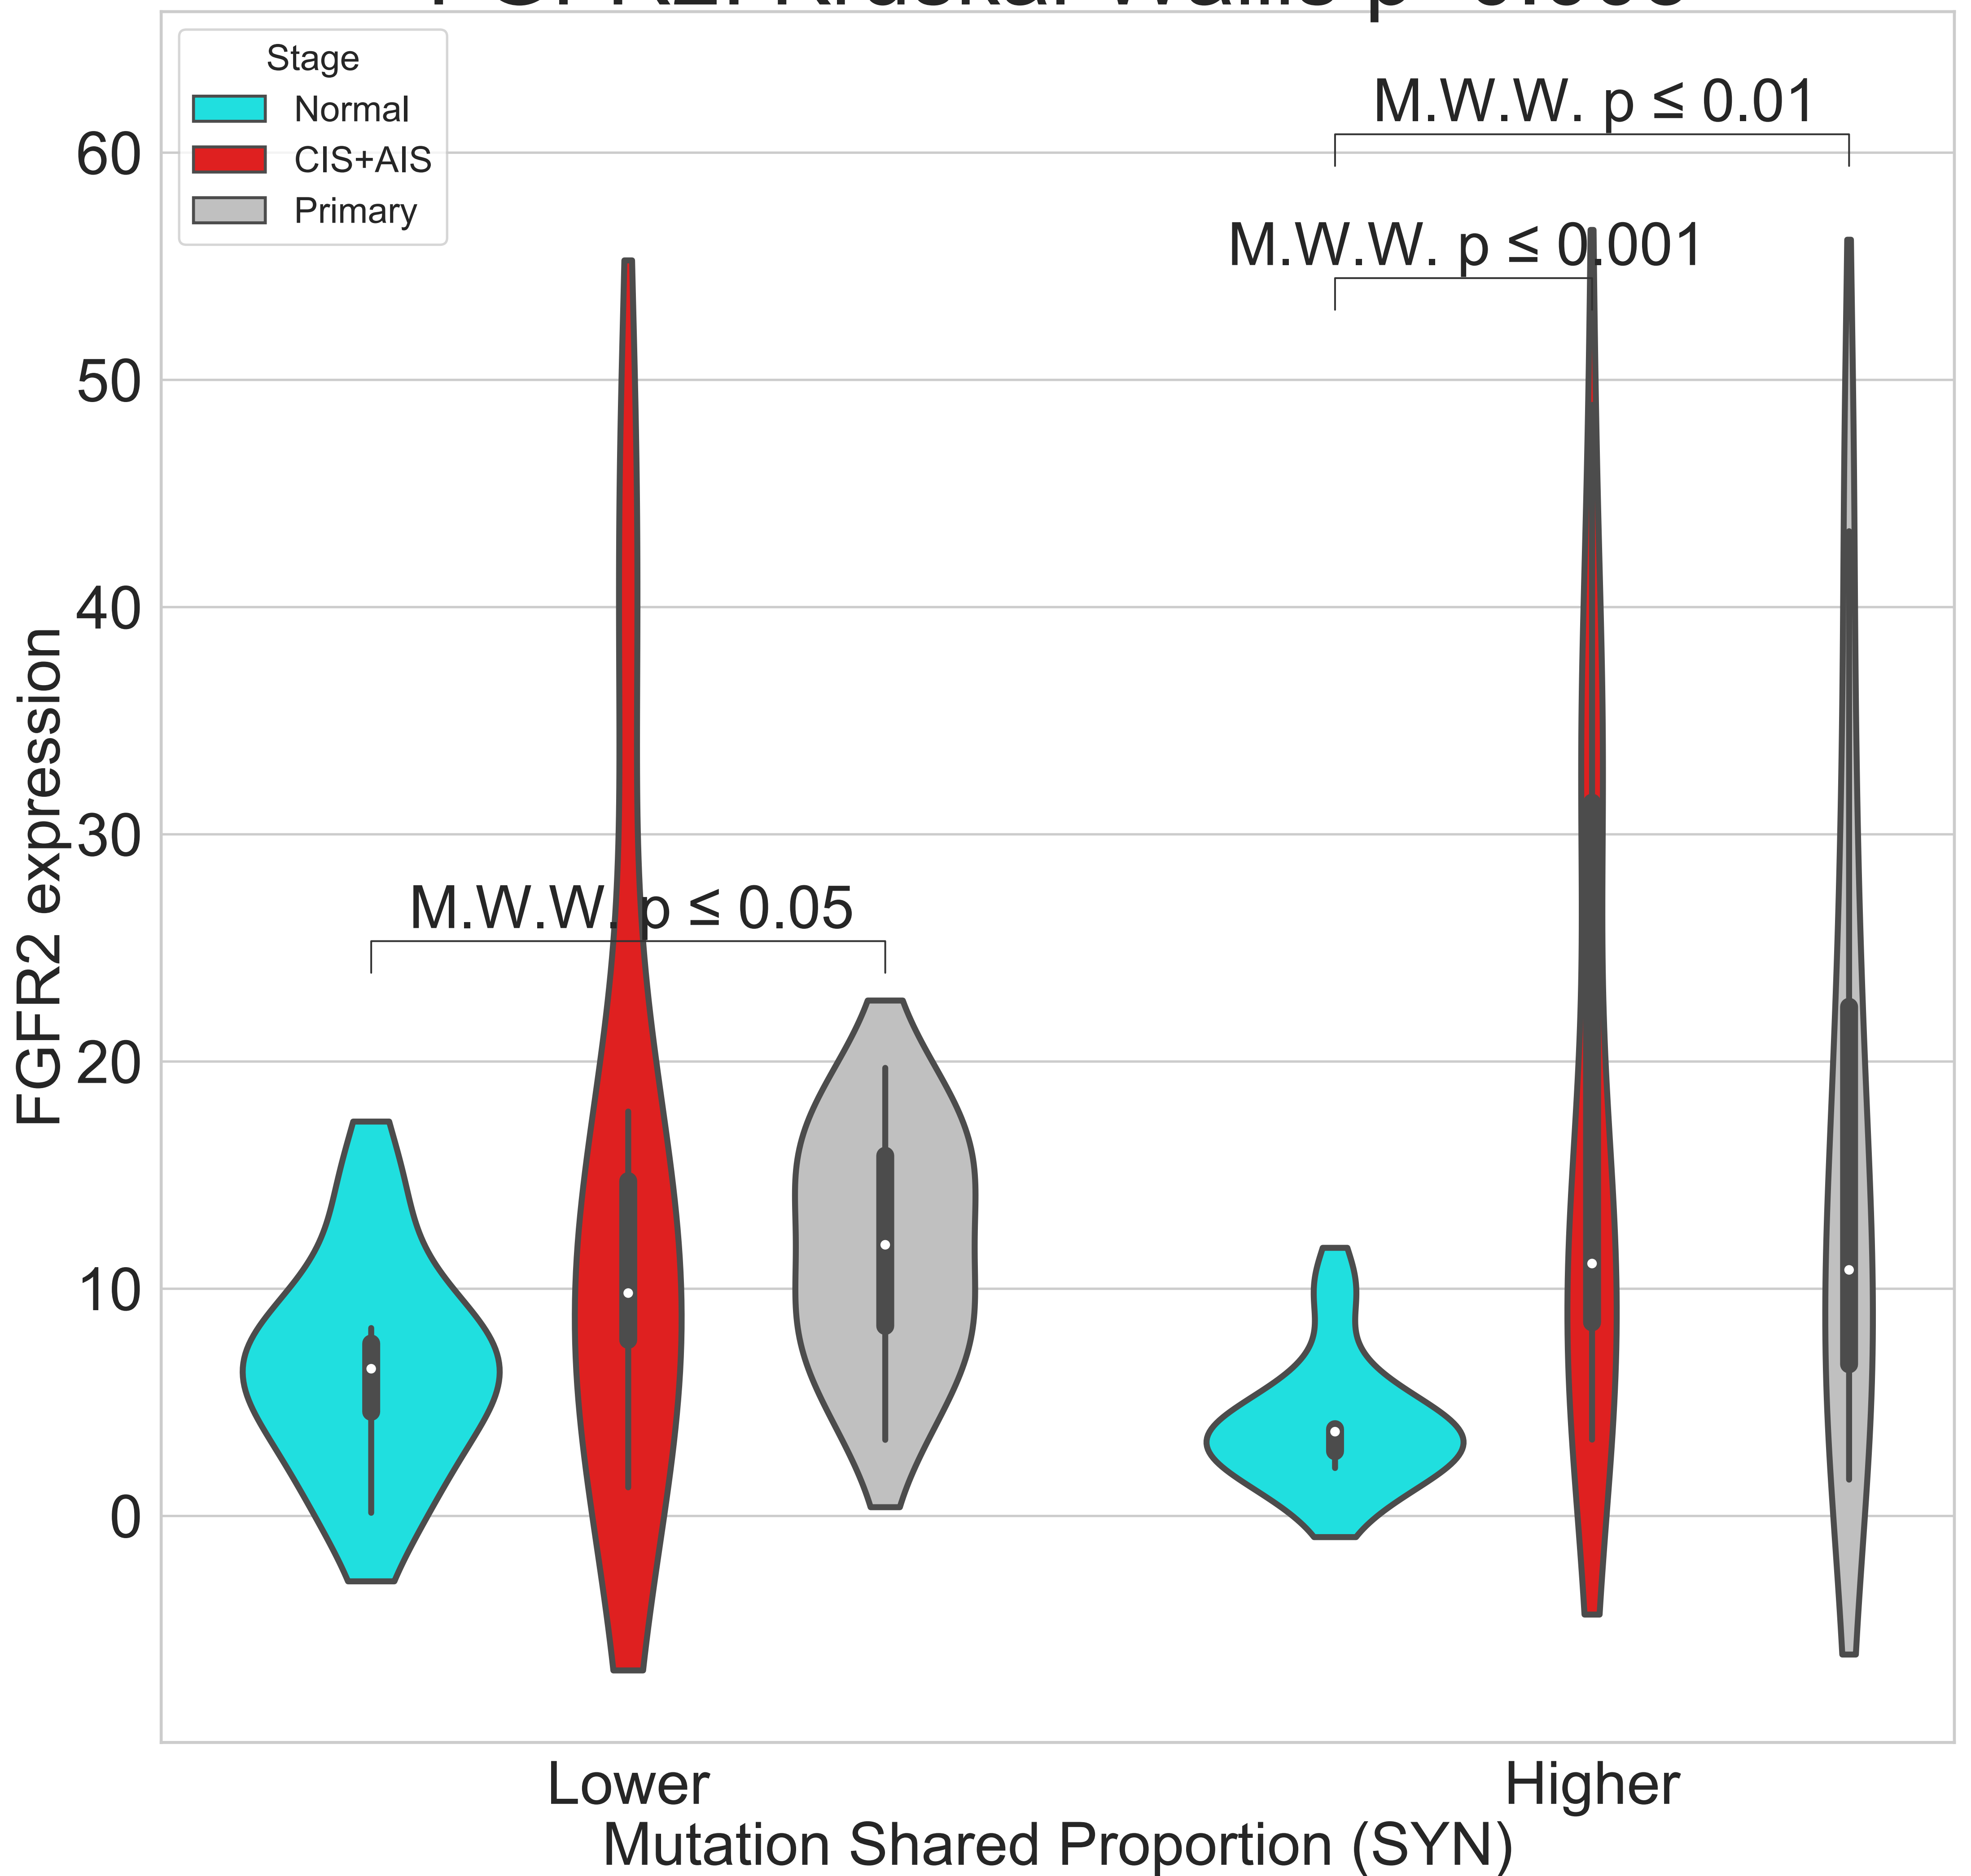 Stage
Normal
CIS+AIS
Primary
M.W.W. p ≤ 0.01
M.W.W. p ≤ 0.001
M.W.W. p ≤ 0.05
60
50
40
30
20
10
0
FGFR2 expression
Lower
Higher
Mutation Shared Proportion (SYN)